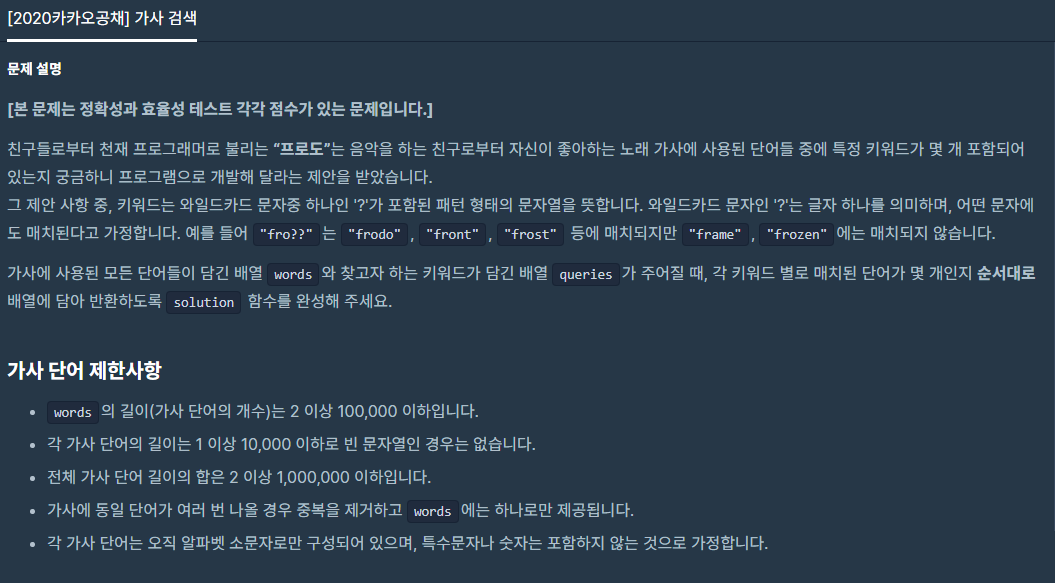 [2020카카오공채] 가사 검색
문제 설명
[본 문제는 정확성과 효율성 테스트 각각 점수가 있는 문제입니다.]
친구들로부터 천재 프로그래머로 불리는 “프로도”는 음악을 하는 친구로부터 자신이 좋아하는 노래 가사에 사용된 단어들 중에 특정 키워드가 몇 개 포함되어
있는지 궁금하니 프로그램으로 개발해 달라는 제안을 받았습니다.
그 제안 사항 중, 키워드는 와일드카드 문자중 하나인 '?'가 포함된 패턴 형태의 문자열을 뜻합니다. 와일드카드 문자인 '?'는 글자 하나를 의미하며, 어떤 문자에
도 매치된다고 가정합니다. 예를 들어 "fro??" 는 "frodo" , "front" , "frost" 등에 매치되지만 "frame" , "frozen" 에는 매치되지 않습니다.
가사에 사용된 모든 단어들이 담긴 배열 words 와 찾고자 하는 키워드가 담긴 배열 queries 가 주어질 때, 각 키워드 별로 매치된 단어가 몇 개인지 순서대로
배열에 담아 반환하도록 solution 함수를 완성해 주세요.
가사 단어 제한사항
• words 의 길이(가사 단어의 개수)는 2 이상 100,000 이하입니다.
• 각 가사 단어의 길이는 1 이상 10,000 이하로 빈 문자열인 경우는 없습니다.
• 전체 가사 단어 길이의 합은 2 이상 1,000,000 이하입니다.
• 가사에 동일 단어가 여러 번 나올 경우 중복을 제거하고 words 에는 하나로만 제공됩니다.
• 각 가사 단어는 오직 알파벳 소문자로만 구성되어 있으며, 특수문자나 숫자는 포함하지 않는 것으로 가정합니다.